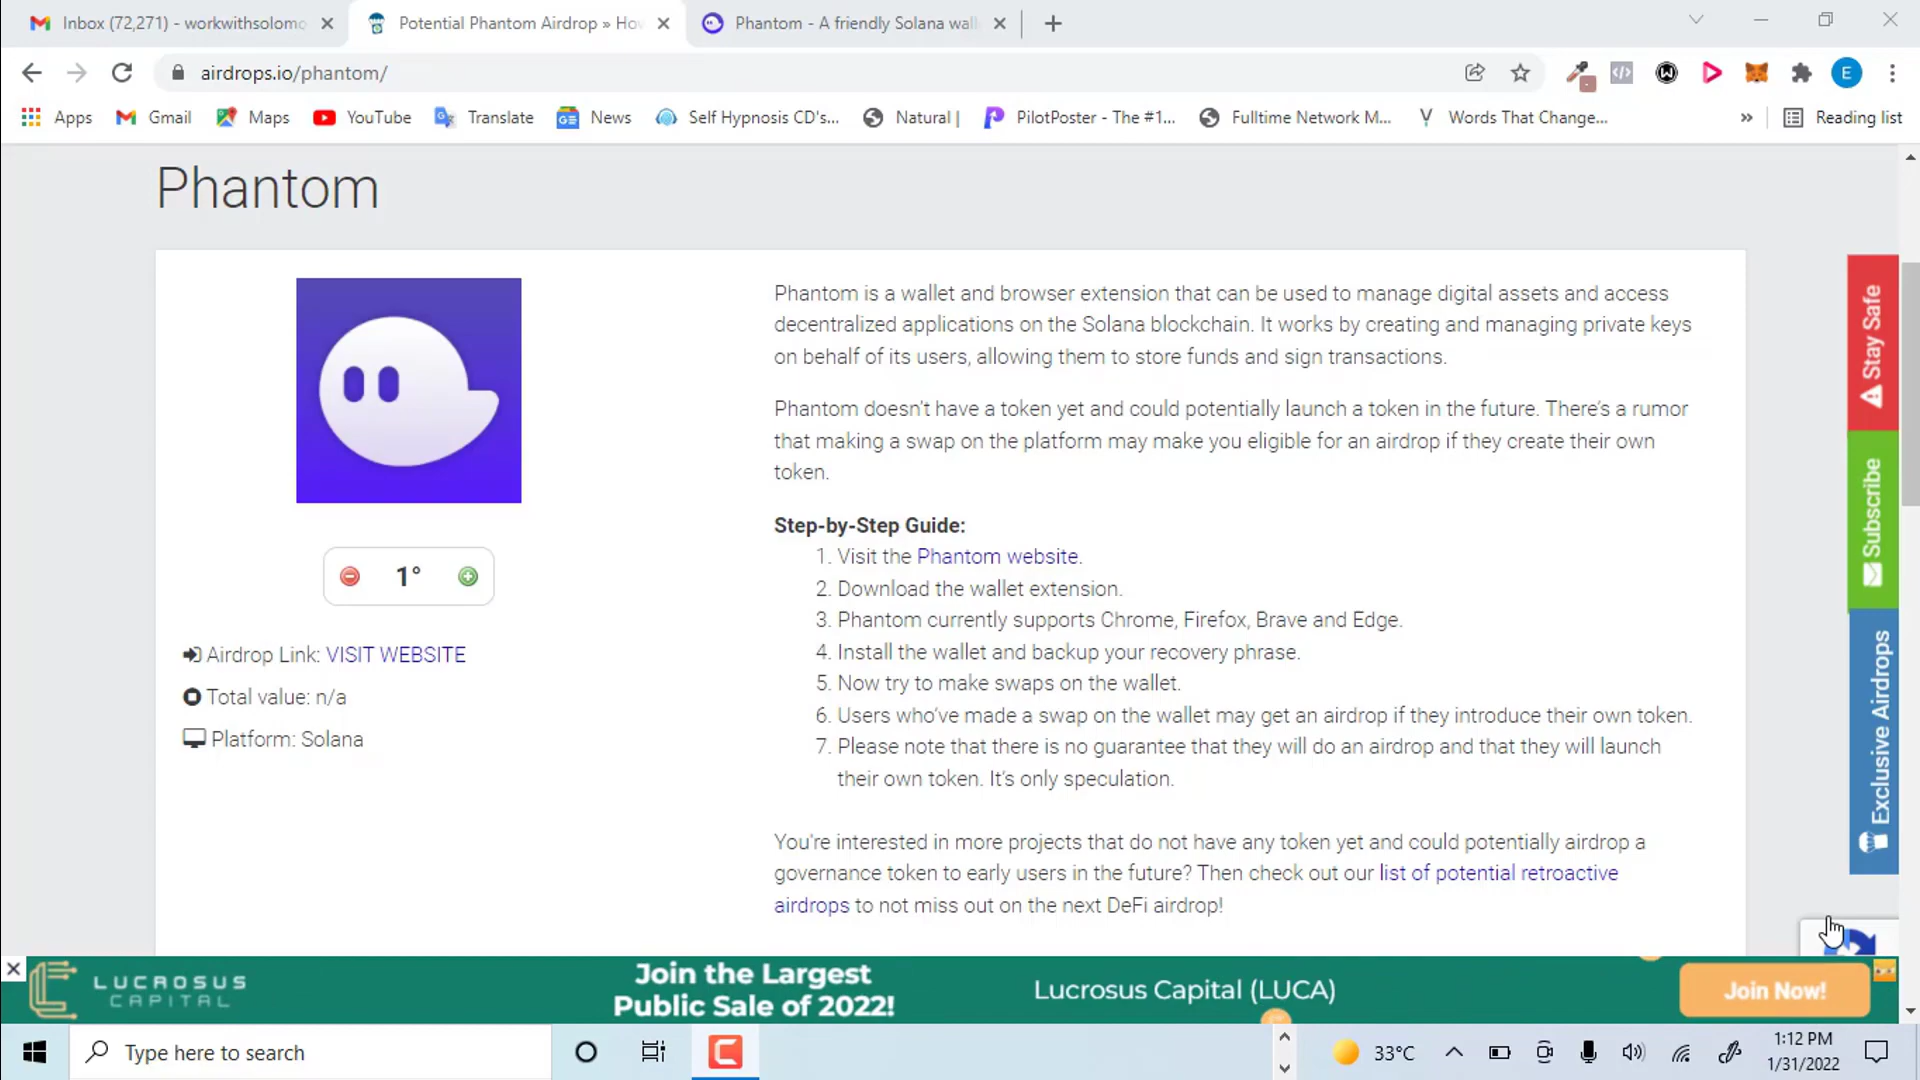 Inbox (72,271) - workwithsolomo
Potential Phantom Airdrop » How
Phantom - A friendly Solana wall
airdrops.io/phantom/
E
Apps
Gmail
Maps
YouTube
Translate
News
Self Hypnosis CD's...
Natural |
PilotPoster - The #1...
Fulltime Network M...
Words That Change...
»
Reading list
Phantom
Phantom is a wallet and browser extension that can be used to manage digital assets and access
decentralized applications on the Solana blockchain. It works by creating and managing private keys
on behalf of its users, allowing them to store funds and sign transactions.
Phantom doesn't have a token yet and could potentially launch a token in the future. There's a rumor
that making a swap on the platform may make you eligible for an airdrop if they create their own
token.
Step-by-Step Guide:
1. Visit the Phantom website.
2. Download the wallet extension.
3. Phantom currently supports Chrome, Firefox, Brave and Edge.
4. Install the wallet and backup your recovery phrase.
5. Now try to make swaps on the wallet.
6. Users who've made a swap on the wallet may get an airdrop if they introduce their own token.
7. Please note that there is no guarantee that they will do an airdrop and that they will launch
their own token. It's only speculation.
You're interested in more projects that do not have any token yet and could potentially airdrop a
governance token to early users in the future? Then check out our list of potential retroactive
airdrops to not miss out on the next DeFi airdrop!
1°
Airdrop Link: VISIT WEBSITE
Total value: n/a
Platform: Solana
Stay Safe
Subscribe
Exclusive Airdrops
LUCROSUS
CAPITAL
Join the Largest
Public Sale of 2022!
Lucrosus Capital (LUCA)
Join Now!
Type here to search
33°C
1:12 PM
1/31/2022